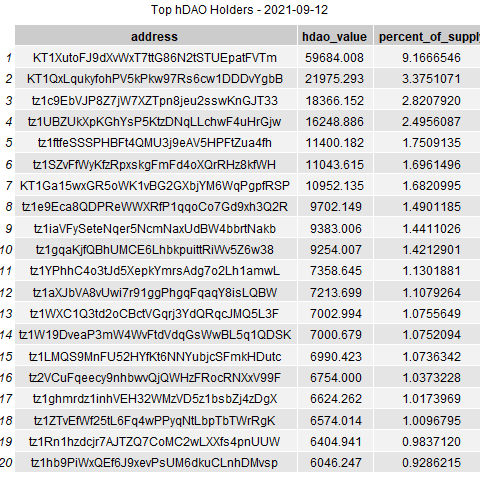 Top hDAO Holders - 2021-09-12
address hdao_value percent_of_supply
1 KT1XutoFJ9dXvWxT7ttG86N2tSTUEpatFVTm 59684.008 9.1666546
2 KT1QxLqukyfohPV5kPkw97Rs6cw1DDDvYgbB 21975.293 3.3751071
3 tz1c9EbVJP8Z7jW7XZTpn8jeu2sswKnGJT33 18366.152 2.8207920
4 tz1UBZUkXpKGhYsP5KtzDNqLLchwF4uHrGjw 16248.886 2.4956087
5 tz1ftfeSSSPHBFt4QMU3j9eAV5HPFtZua4fh 11400.182 1.7509135
6 tz1SZvFfWyKfzRpxskgFmFd4oXQrRHz8kfWH 11043.615 1.6961496
7 KT1Ga15wxGR5oWK1vBG2GXbjYM6WqPgpfRSP 10952.135 1.6820995
8 tz1e9Eca8QDPReWWXRfP1qqoCo7Gd9xh3Q2R 9702.149 1.4901185
9 tz1iaVFySeteNqer5NcmNaxUdBW4bbrtNakb 9383.006 1.4411026
10 tz1gqaKjfQBhUMCE6LhbkpuittRiWv5Z6w38 9254.007 1.4212901
11 tz1YPhhC4o3tJd5XepkYmrsAdg7o2Lh1amwL 7358.645 1.1301881
12 tz1aXJbVA8vUwi7r91ggPhgqFqaqY8isLQBW 7213.699 1.1079264
13 tz1WXC1Q3td2oCBctVGqrj3YdQRqcJMQ5L3F 7002.994 1.0755649
14 tz1W19DveaP3mW4WvFtdVdqGsWwBL5q1QDSK 7000.679 1.0752094
15 tz1LMQS9MnFU52HYfKt6NNYubjcSFmkHDutc 6990.423 1.0736342
16 tz2VCuFqeecy9nhbwvQjQWHzFRocRNXxV99F 6754.000 1.0373228
17 tz1ghmrdz1inhVEH32WMzVD5z1bsbZj4zDgX 6624.262 1.0173969
18 tz1ZTvEfWf25tL6Fq4wPPyqNtLbpTbTWrRgK 6574.014 1.0096795
19 tz1Rn1hzdcjr7AJTZQ7CoMC2wLXXfs4pnUUW 6404.941 0.9837120
20 tz1hb9PiWxQEf6J9xevPsUM6dkuCLnhDMvsp 6046.247 0.9286215